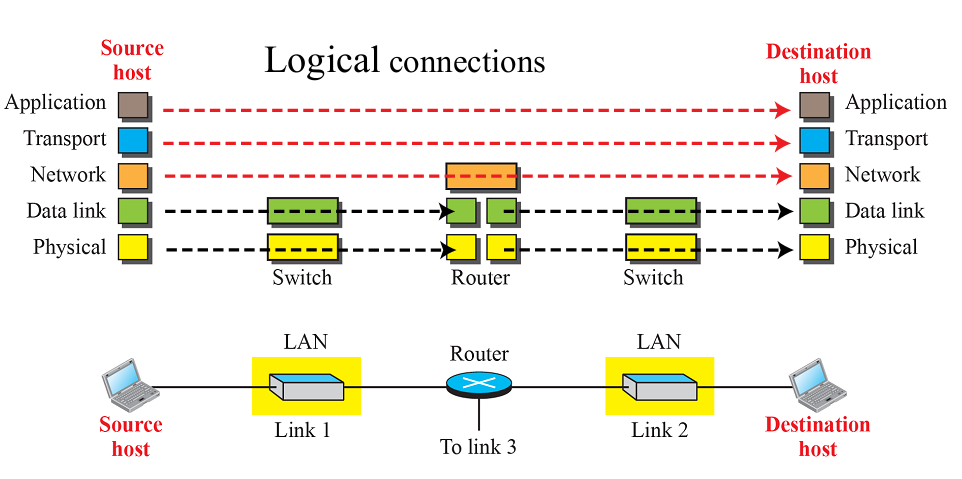 Source
host
Logical connections
Destination
host
Application
Application
Transport
Transport
Network
Network
Data link
Data link
Physical
Physical
Switch
Router
Switch
LAN
Router
LAN
Source
host
Link 1
To link 3
Link 2
Destination
host